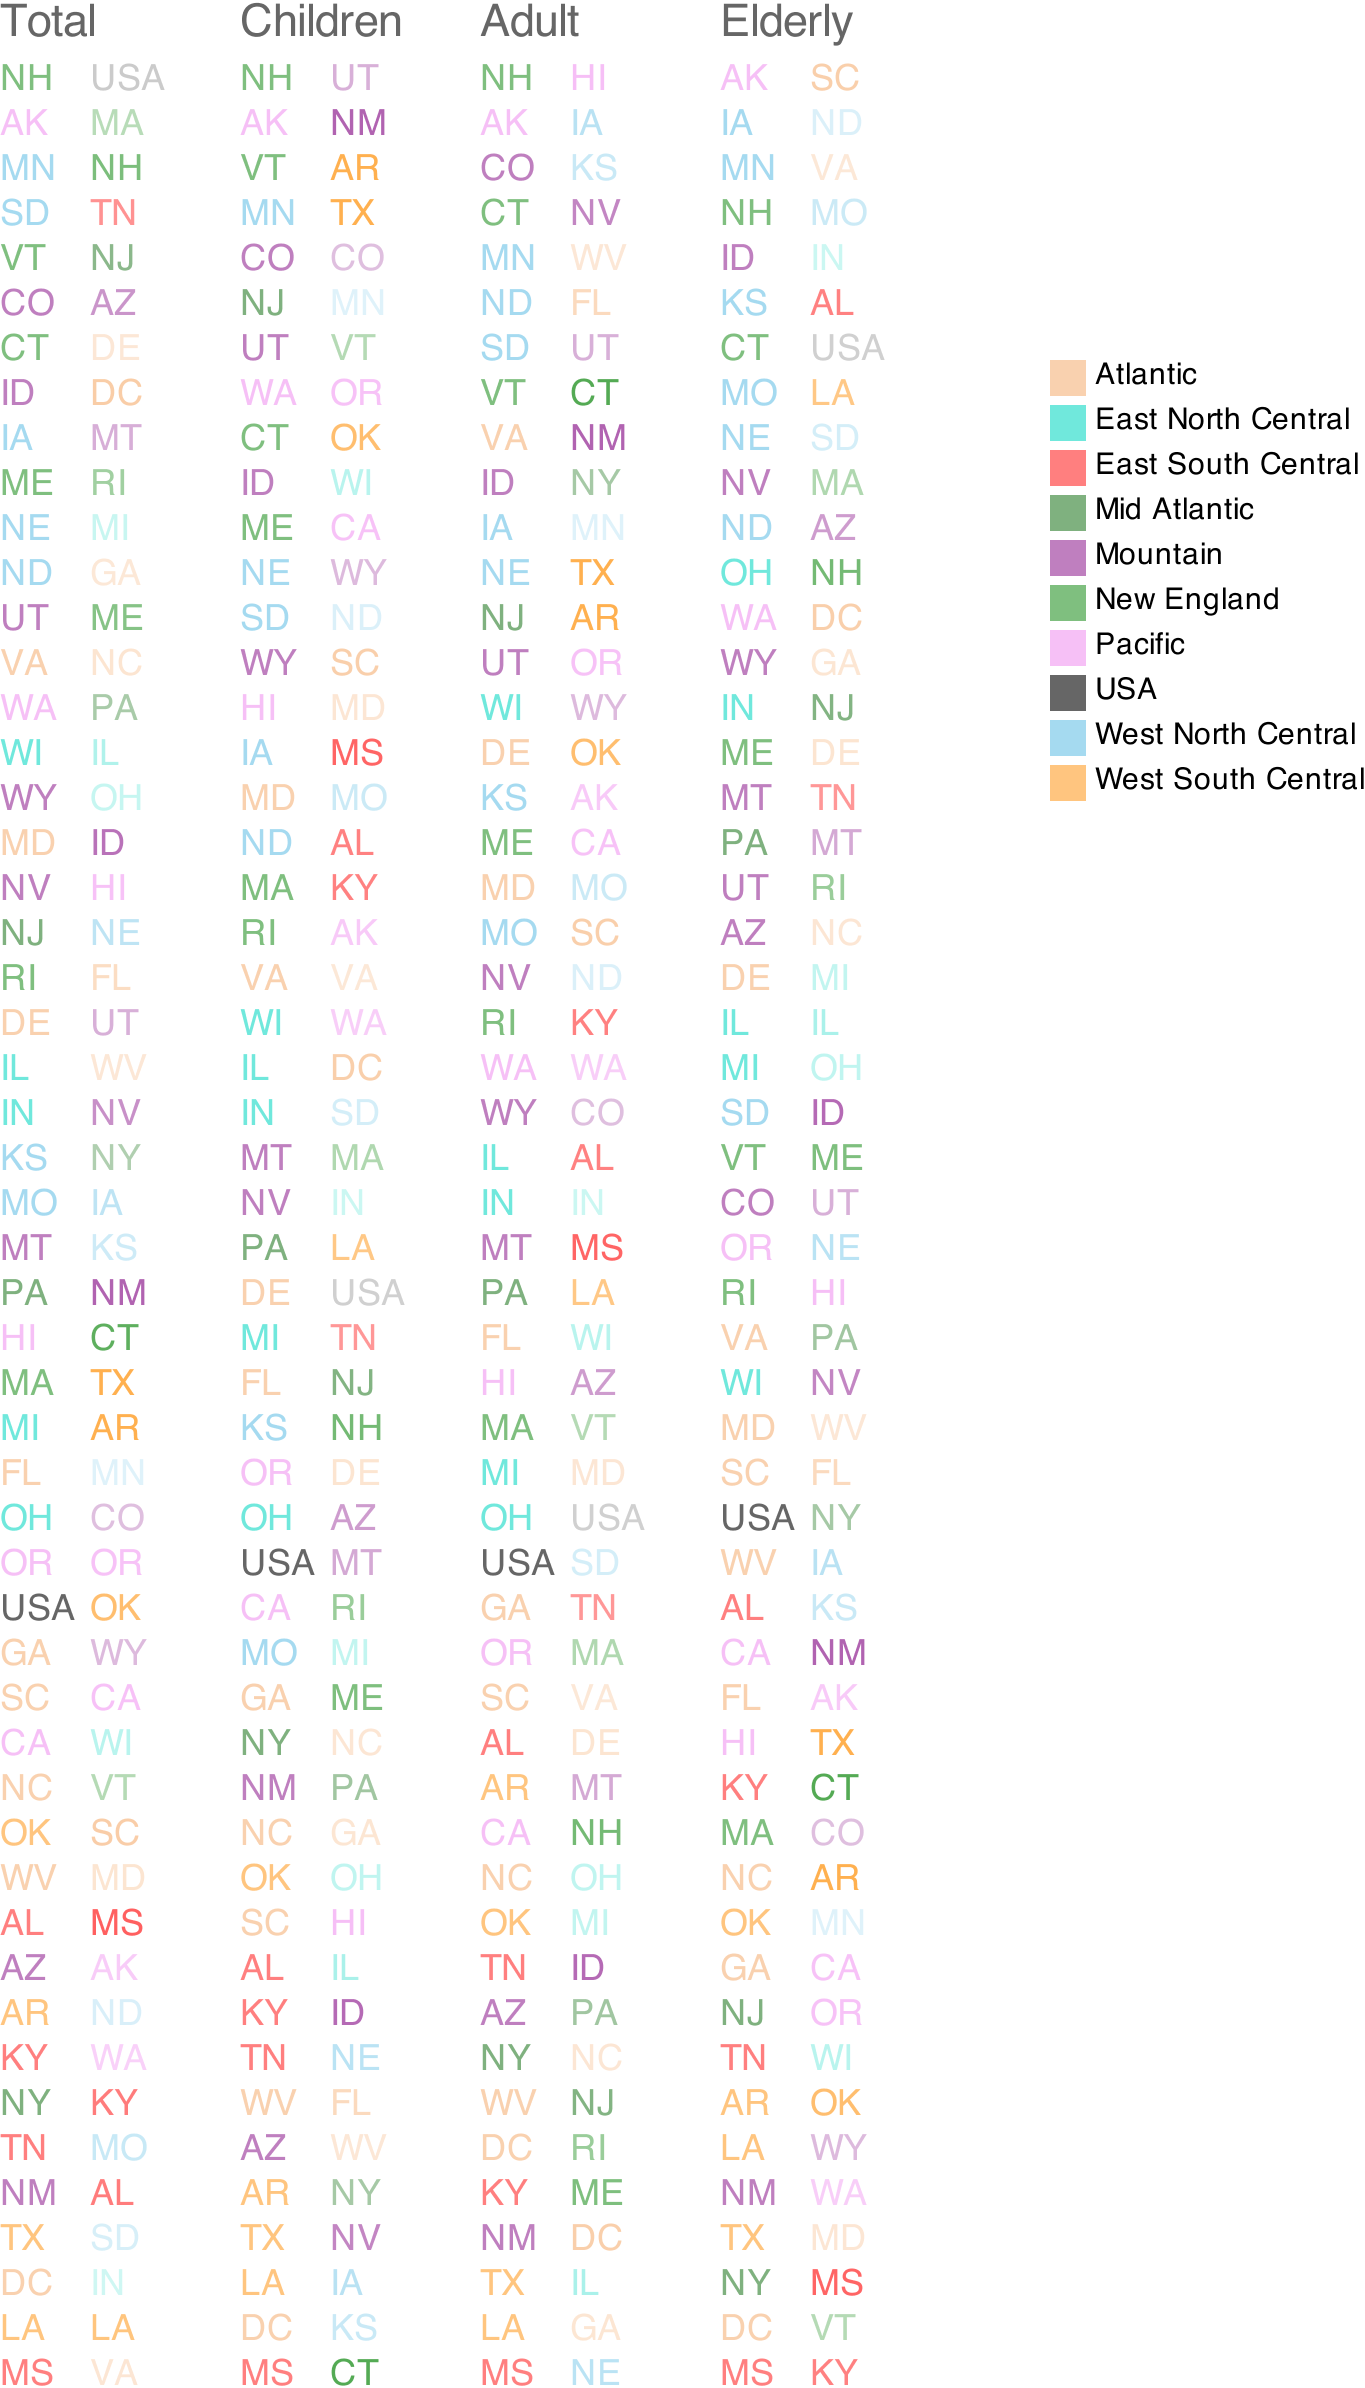 Total Children Adult Elderly
NH USA NH UT NH HI AK SC
AK MA AK NM AK IA IA ND
MN NH VT AR CO KS MN VA
SD TN MN TX CT NV NH MO
VT NJ CO CO MN WV ID IN
CO AZ NJ MN ND FL KS AL
CT DE UT VT SD UT CT USA
ID DC WA OR VT CT MO LA
IA MT CT OK VA NM NE SD
ME RI ID WI ID NY NV MA
NE MI ME CA IA MN ND AZ
ND GA NE WY NE TX OH NH
UT ME SD ND NJ AR WA DC
VA NC WY SC UT OR WY GA
WA PA HI MD WI WY IN NJ
WI IL IA MS DE OK ME DE
WY OH MD MO KS AK MT TN
MD ID ND AL ME CA PA MT
NV HI MA KY MD MO UT RI
NJ NE RI AK MO SC AZ NC
RI FL VA VA NV ND DE MI
DE UT WI WA RI KY IL IL
IL WV IL DC WA WA MI OH
IN NV IN SD WY CO SD ID
KS NY MT MA IL AL VT ME
MO IA NV IN IN IN CO UT
MT KS PA LA MT MS OR NE
PA NM DE USA PA LA RI HI
HI CT MI TN FL WI VA PA
MA TX FL NJ HI AZ WI NV
MI AR KS NH MA VT MD WV
FL MN OR DE MI MD SC FL
OH CO OH AZ OH USA USA NY
OR OR USA MT USA SD WV IA
USA OK CA RI GA TN AL KS
GA WY MO MI OR MA CA NM
SC CA GA ME SC VA FL AK
CA WI NY NC AL DE HI TX
NC VT NM PA AR MT KY CT
OK SC NC GA CA NH MA CO
WV MD OK OH NC OH NC AR
AL MS SC HI OK MI OK MN
AZ AK AL IL TN ID GA CA
AR ND KY ID AZ PA NJ OR
KY WA TN NE NY NC TN WI
NY KY WV FL WV NJ AR OK
TN MO AZ WV DC RI LA WY
NM AL AR NY KY ME NM WA
TX SD TX NV NM DC TX MD
DC IN LA IA TX IL NY MS
LA LA DC KS LA GA DC VT
MS VA MS CT MS NE MS KY
Atlantic
East North Central
East South Central
Mid Atlantic
Mountain
New England
Pacific
USA
West North Central
West South Central